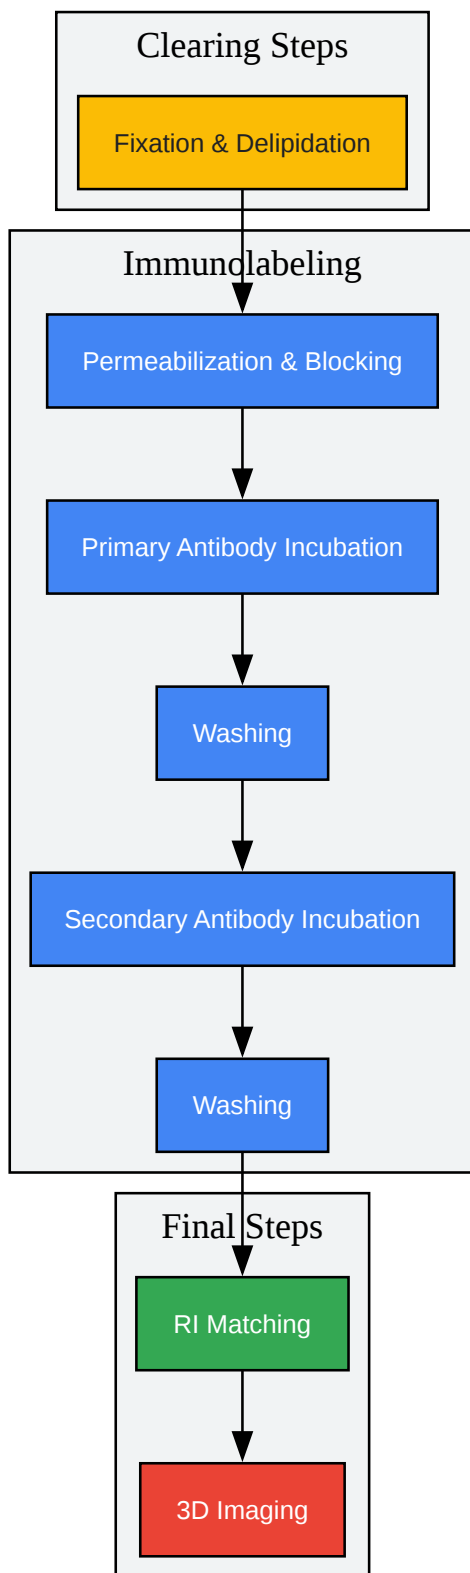 Clearing Steps
Fixation & Delipidation
Immunolabeling
Permeabilization & Blocking
Primary Antibody Incubation
Washing
Secondary Antibody Incubation
Washing
Final Steps
RI Matching
3D Imaging